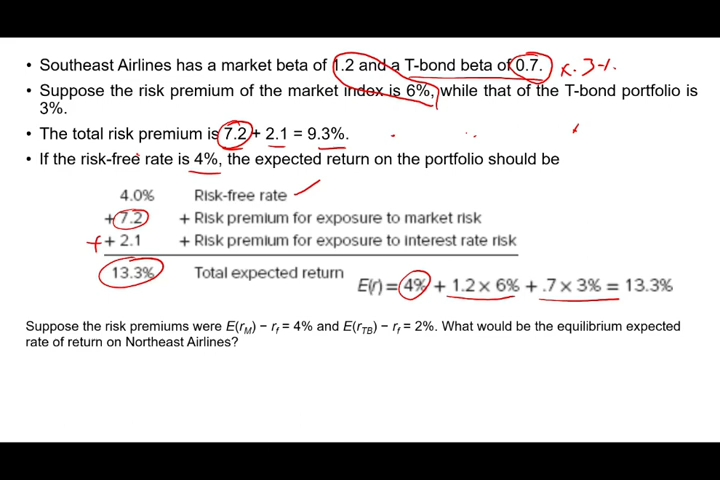 • Southeast Airlines has a market beta of 1.2 and a T-bond beta of 0.7. x. 3%
• Suppose the risk premium of the market index is 6%, while that of the T-bond portfolio is
3%.
• The total risk premium is 7.2 + 2.1 = 9.3%.
• If the risk-free rate is 4%, the expected return on the portfolio should be
4.0% Risk-free rate
+ 7.2 + Risk premium for exposure to market risk
+ + 2.1 + Risk premium for exposure to interest rate risk
13.3% Total expected return
E(r) = 4% + 1.2 × 6% + .7 × 3% = 13.3%
Suppose the risk premiums were E(rM) − rf = 4% and E(rTB) − rf = 2%. What would be the equilibrium expected
rate of return on Northeast Airlines?